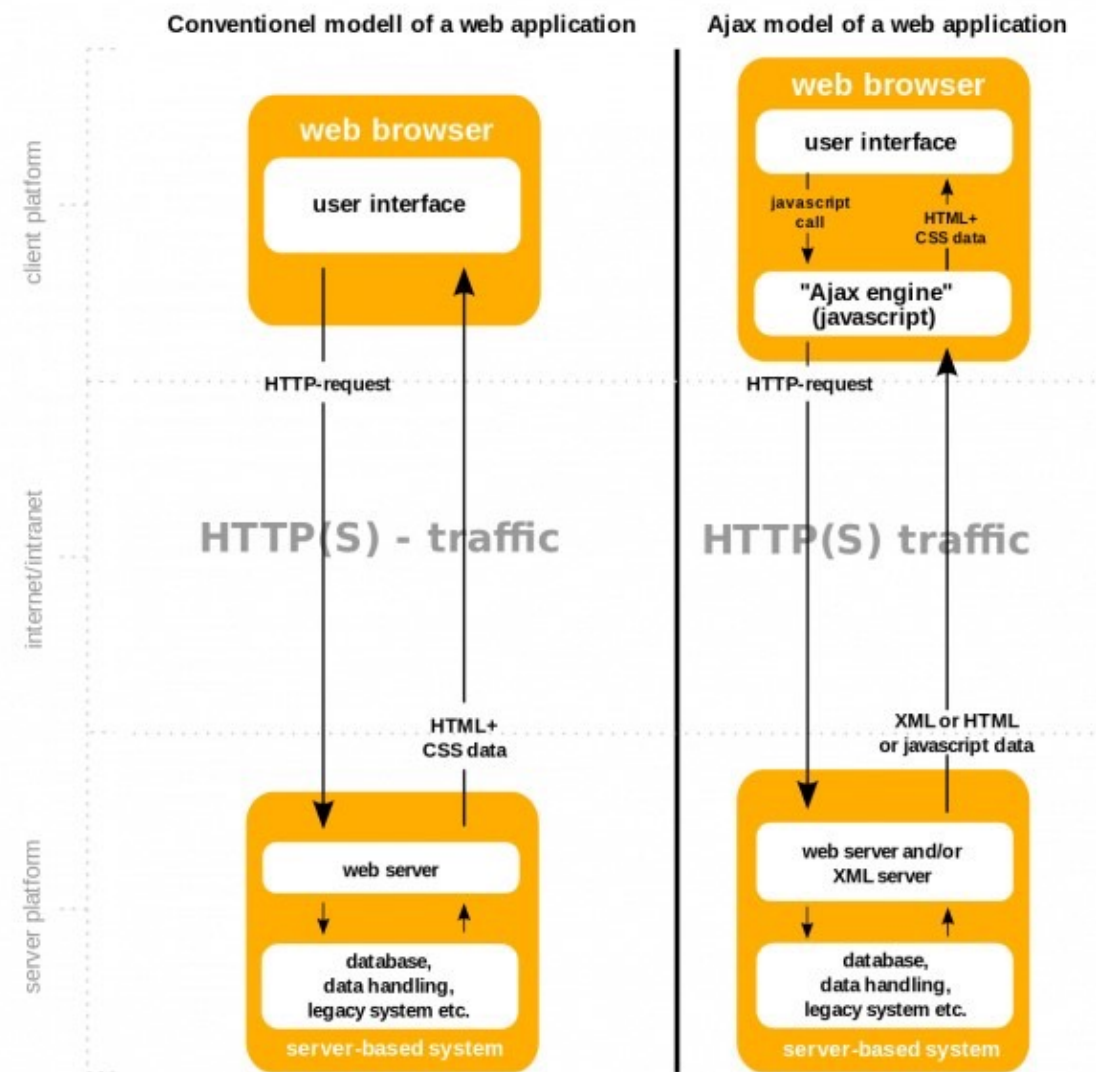 Conventionel modell of a web application
Ajax model of a web application
client platform
internet/intranet
server platform
web browser
user interface
HTTP-request
HTTP(S) - traffic
HTML+
CSS data
web server
database,
data handling,
legacy system etc.
server-based system
web browser
user interface
javascript
call
HTML+
CSS data
"Ajax engine"
(javascript)
HTTP-request
HTTP(S) traffic
XML or HTML
or javascript data
web server and/or
XML server
database,
data handling,
legacy system etc.
server-based system